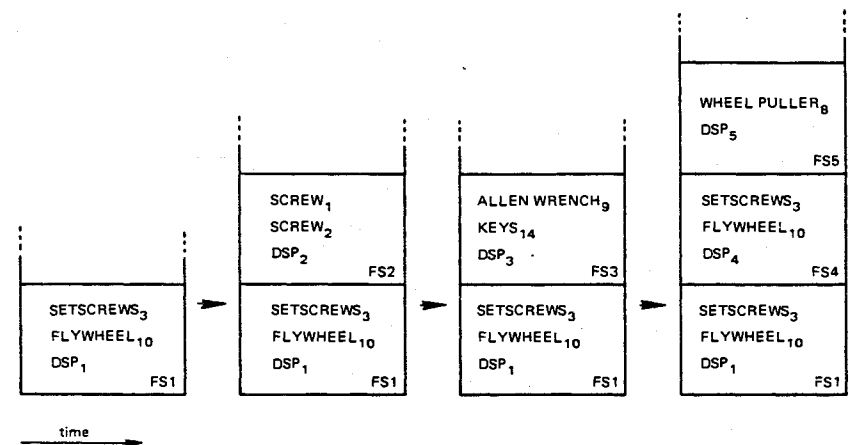 SETSCREWS3
FLYWHEEL10
DSP1
FS1
SCREW1
SCREW2
DSP2
FS2
SETSCREWS3
FLYWHEEL10
DSP1
FS1
ALLEN WRENCH9
KEYS14
DSP3
FS3
SETSCREWS3
FLYWHEEL10
DSP1
FS1
WHEEL PULLER8
DSP5
FS5
SETSCREWS3
FLYWHEEL10
DSP4
FS4
SETSCREWS3
FLYWHEEL10
DSP1
FS1
time